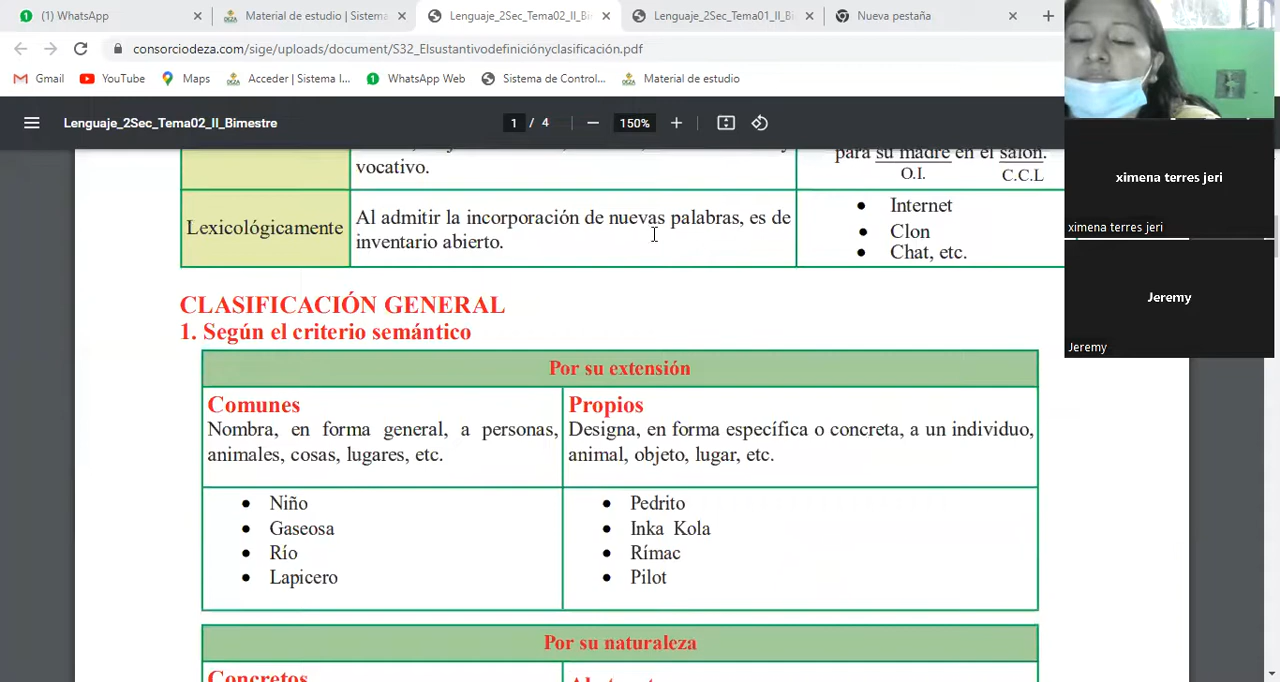 (1) WhatsApp
Material de estudio | Sistema
Lenguaje_2Sec_Tema02_II_Bi
Lenguaje_2Sec_Tema01_II_Bi
Nueva pestaña
consorciodeza.com/sige/uploads/document/S32_Elsustantivodefiniciónyclasificación.pdf
Gmail
YouTube
Maps
Acceder | Sistema I...
WhatsApp Web
Sistema de Control...
Material de estudio
Lenguaje_2Sec_Tema02_II_Bimestre
1 / 4
150%
vocativo.
para su madre en el salón.
O.I.
C.C.L
Lexicológicamente
Al admitir la incorporación de nuevas palabras, es de
inventario abierto.
• Internet
• Clon
• Chat, etc.
CLASIFICACIÓN GENERAL
1. Según el criterio semántico
Por su extensión
Comunes
Nombra, en forma general, a personas,
animales, cosas, lugares, etc.
Propios
Designa, en forma específica o concreta, a un individuo,
animal, objeto, lugar, etc.
• Niño
• Gaseosa
• Río
• Lapicero
• Pedrito
• Inka Kola
• Rímac
• Pilot
Por su naturaleza
Concretos
ximena terres jeri
ximena terres jeri
Jeremy
Jeremy